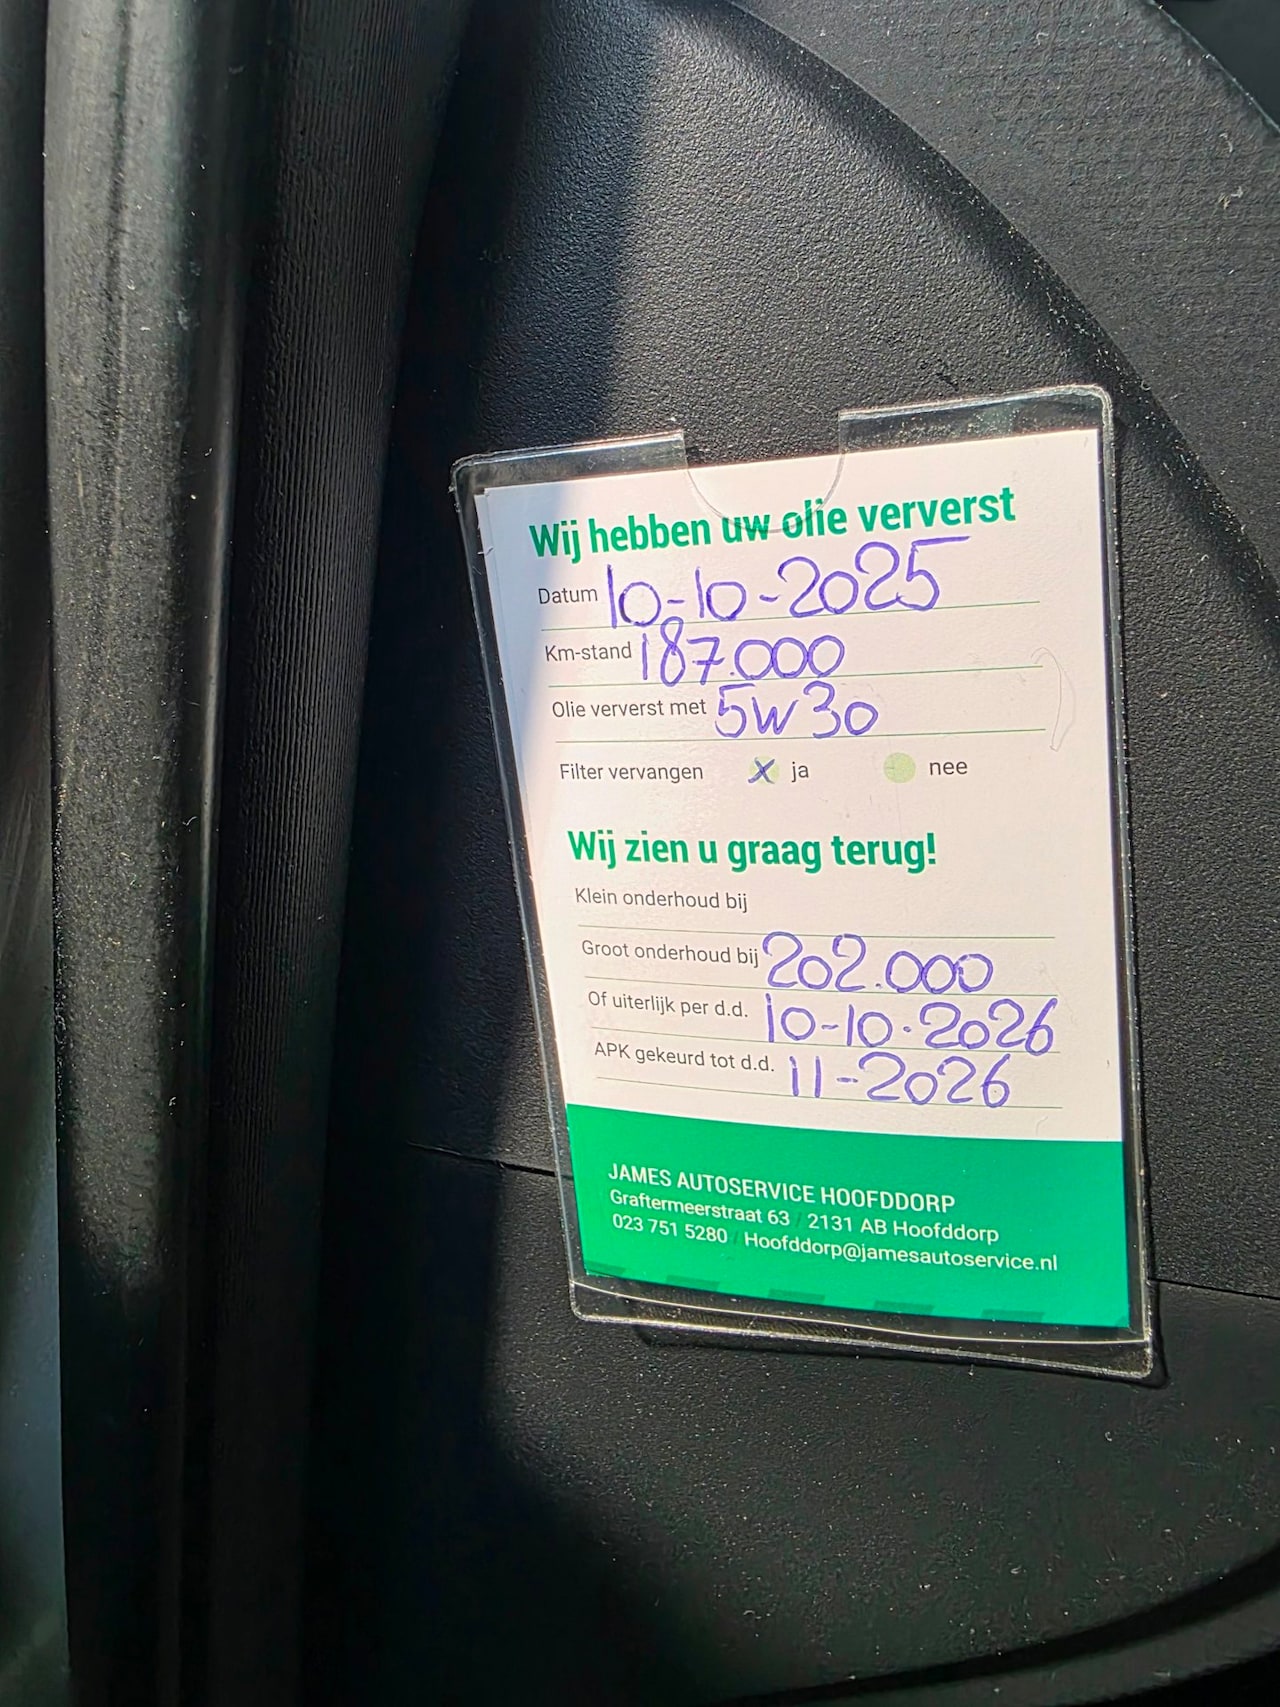 Wij hebben uw olie ververst
Datum 10-10-2025
Km-stand 187.000
Olie ververst met 5W30
Filter vervangen X ja nee
Wij zien u graag terug!
Klein onderhoud bij
Groot onderhoud bij 202.000
Of uiterlijk per d.d. 10-10-2026
APK gekeurd tot d.d. 11-2026
JAMES AUTOSERVICE HOOFDDORP
Graftermeerstraat 63 / 2131 AB Hoofddorp
023 751 5280 / Hoofddorp@jamesautoservice.nl